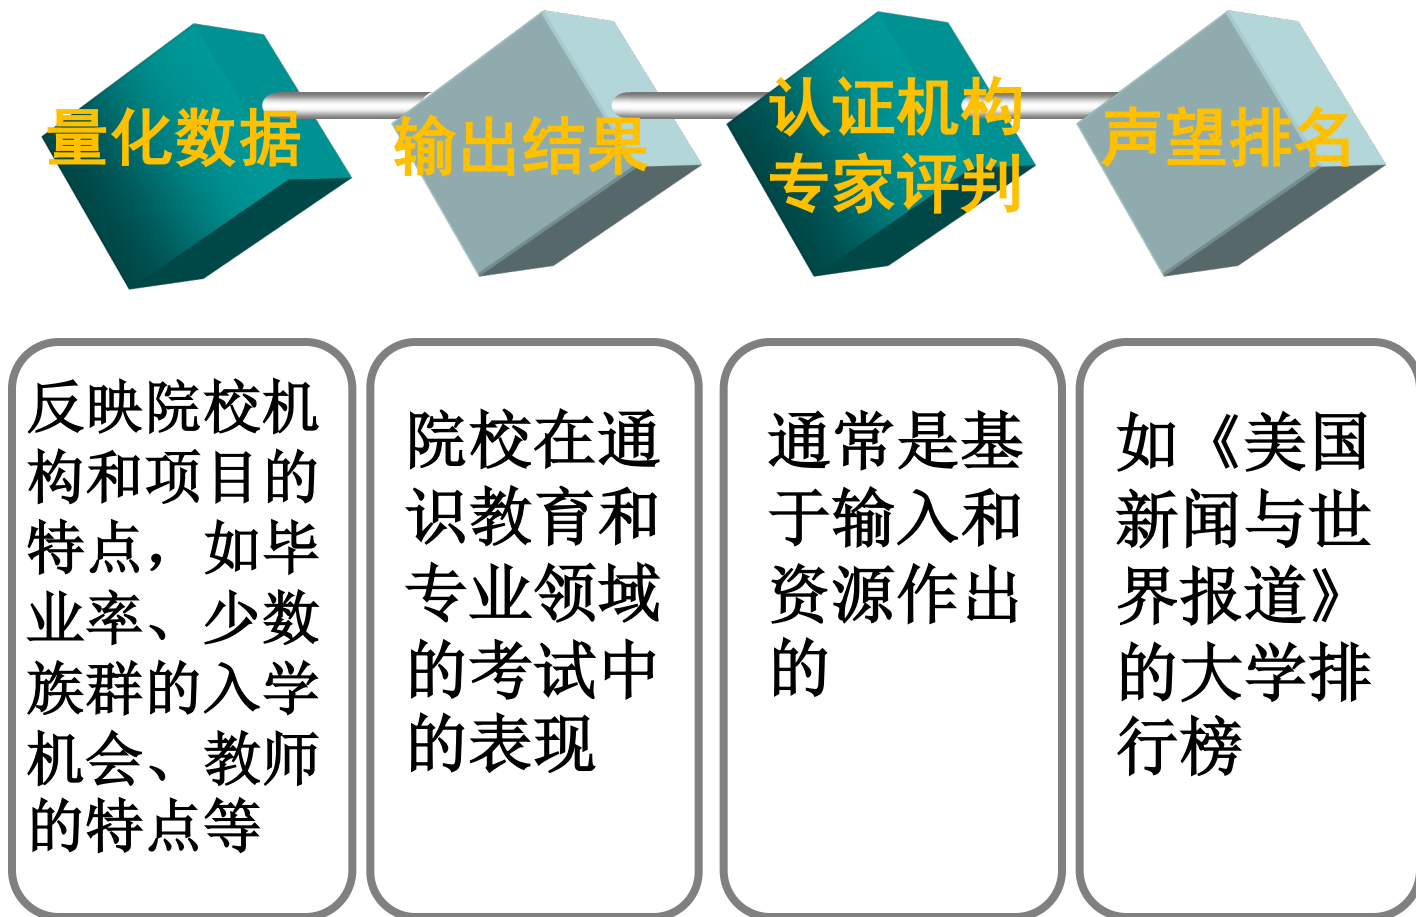 量化数据
输出结果
认证机构
专家评判
声望排名
反映院校机
构和项目的
特点，如毕
业率、少数
族群的入学
机会、教师
的特点等
院校在通
识教育和
专业领域
的考试中
的表现
通常是基
于输入和
资源作出
的
如《美国
新闻与世
界报道》
的大学排
行榜